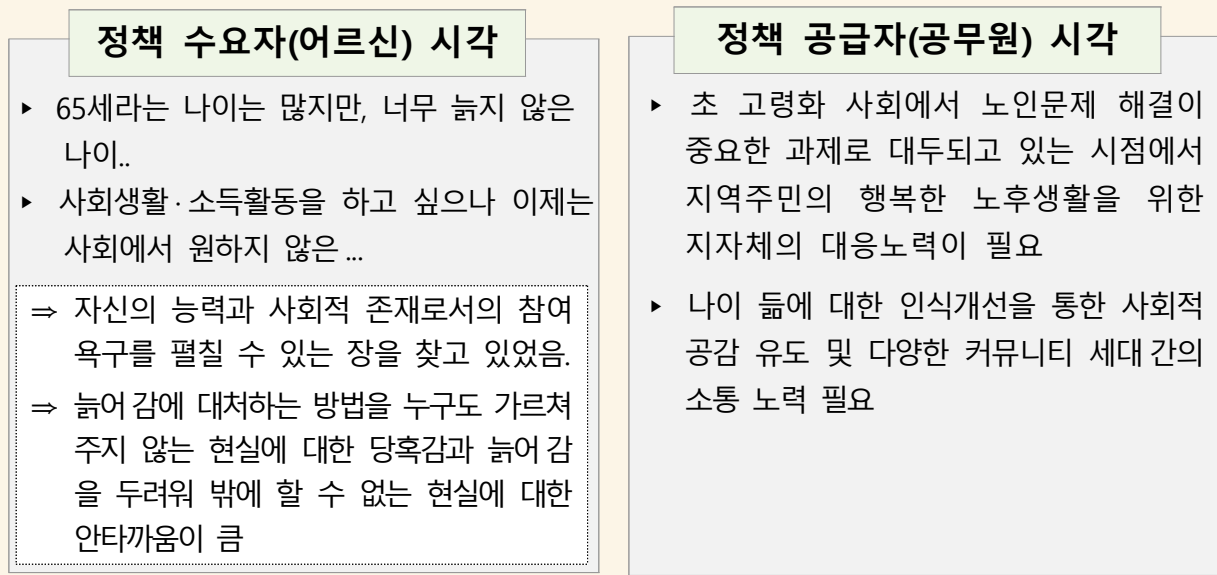 정책 수요자(어르신) 시각
▸ 65세라는 나이는 많지만, 너무 늙지 않은
나이..
▸ 사회생활·소득활동을 하고 싶으나 이제는
사회에서 원하지 않은...
⇒ 자신의 능력과 사회적 존재로서의 참여
욕구를 펼칠 수 있는 장을 찾고 있었음.
⇒ 늙어 감에 대처하는 방법을 누구도 가르쳐
주지 않는 현실에 대한 당혹감과 늙어 감
을 두려워 밖에 할 수 없는 현실에 대한
안타까움이 큼
정책 공급자(공무원) 시각
▸ 초 고령화 사회에서 노인문제 해결이
중요한 과제로 대두되고 있는 시점에서
지역주민의 행복한 노후생활을 위한
지자체의 대응노력이 필요
▸ 나이 듦에 대한 인식개선을 통한 사회적
공감 유도 및 다양한 커뮤니티 세대 간의
소통 노력 필요